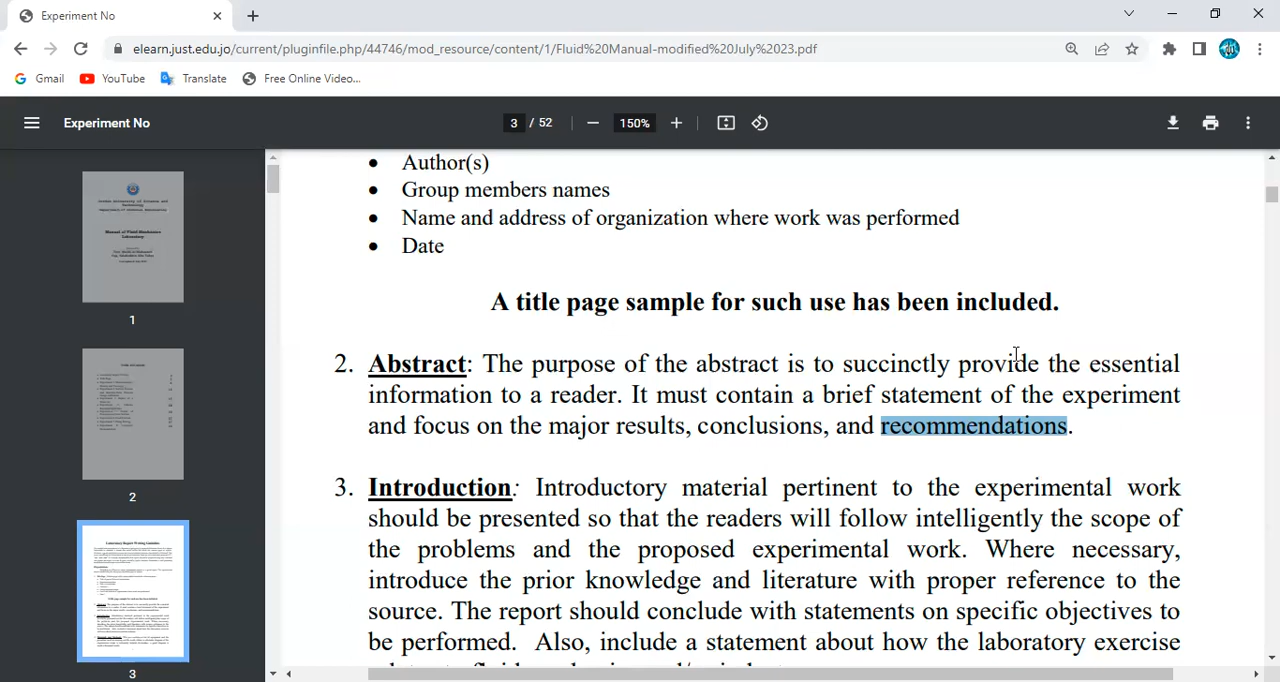 Experiment No
elearn.just.edu.jo/current/pluginfile.php/44746/mod_resource/content/1/Fluid%20Manual-modified%20July%2023.pdf
Gmail YouTube Translate Free Online Video...
Experiment No 3 / 52 150%
• Author(s)
• Group members names
• Name and address of organization where work was performed
• Date
A title page sample for such use has been included.
2. Abstract: The purpose of the abstract is to succinctly provide the essential
information to a reader. It must contain a brief statement of the experiment
and focus on the major results, conclusions, and recommendations.
3. Introduction: Introductory material pertinent to the experimental work
should be presented so that the readers will follow intelligently the scope of
the problems and the proposed experimental work. Where necessary,
introduce the prior knowledge and literature with proper reference to the
source. The report should conclude with statements on specific objectives to
be performed. Also, include a statement about how the laboratory exercise
1
2
3